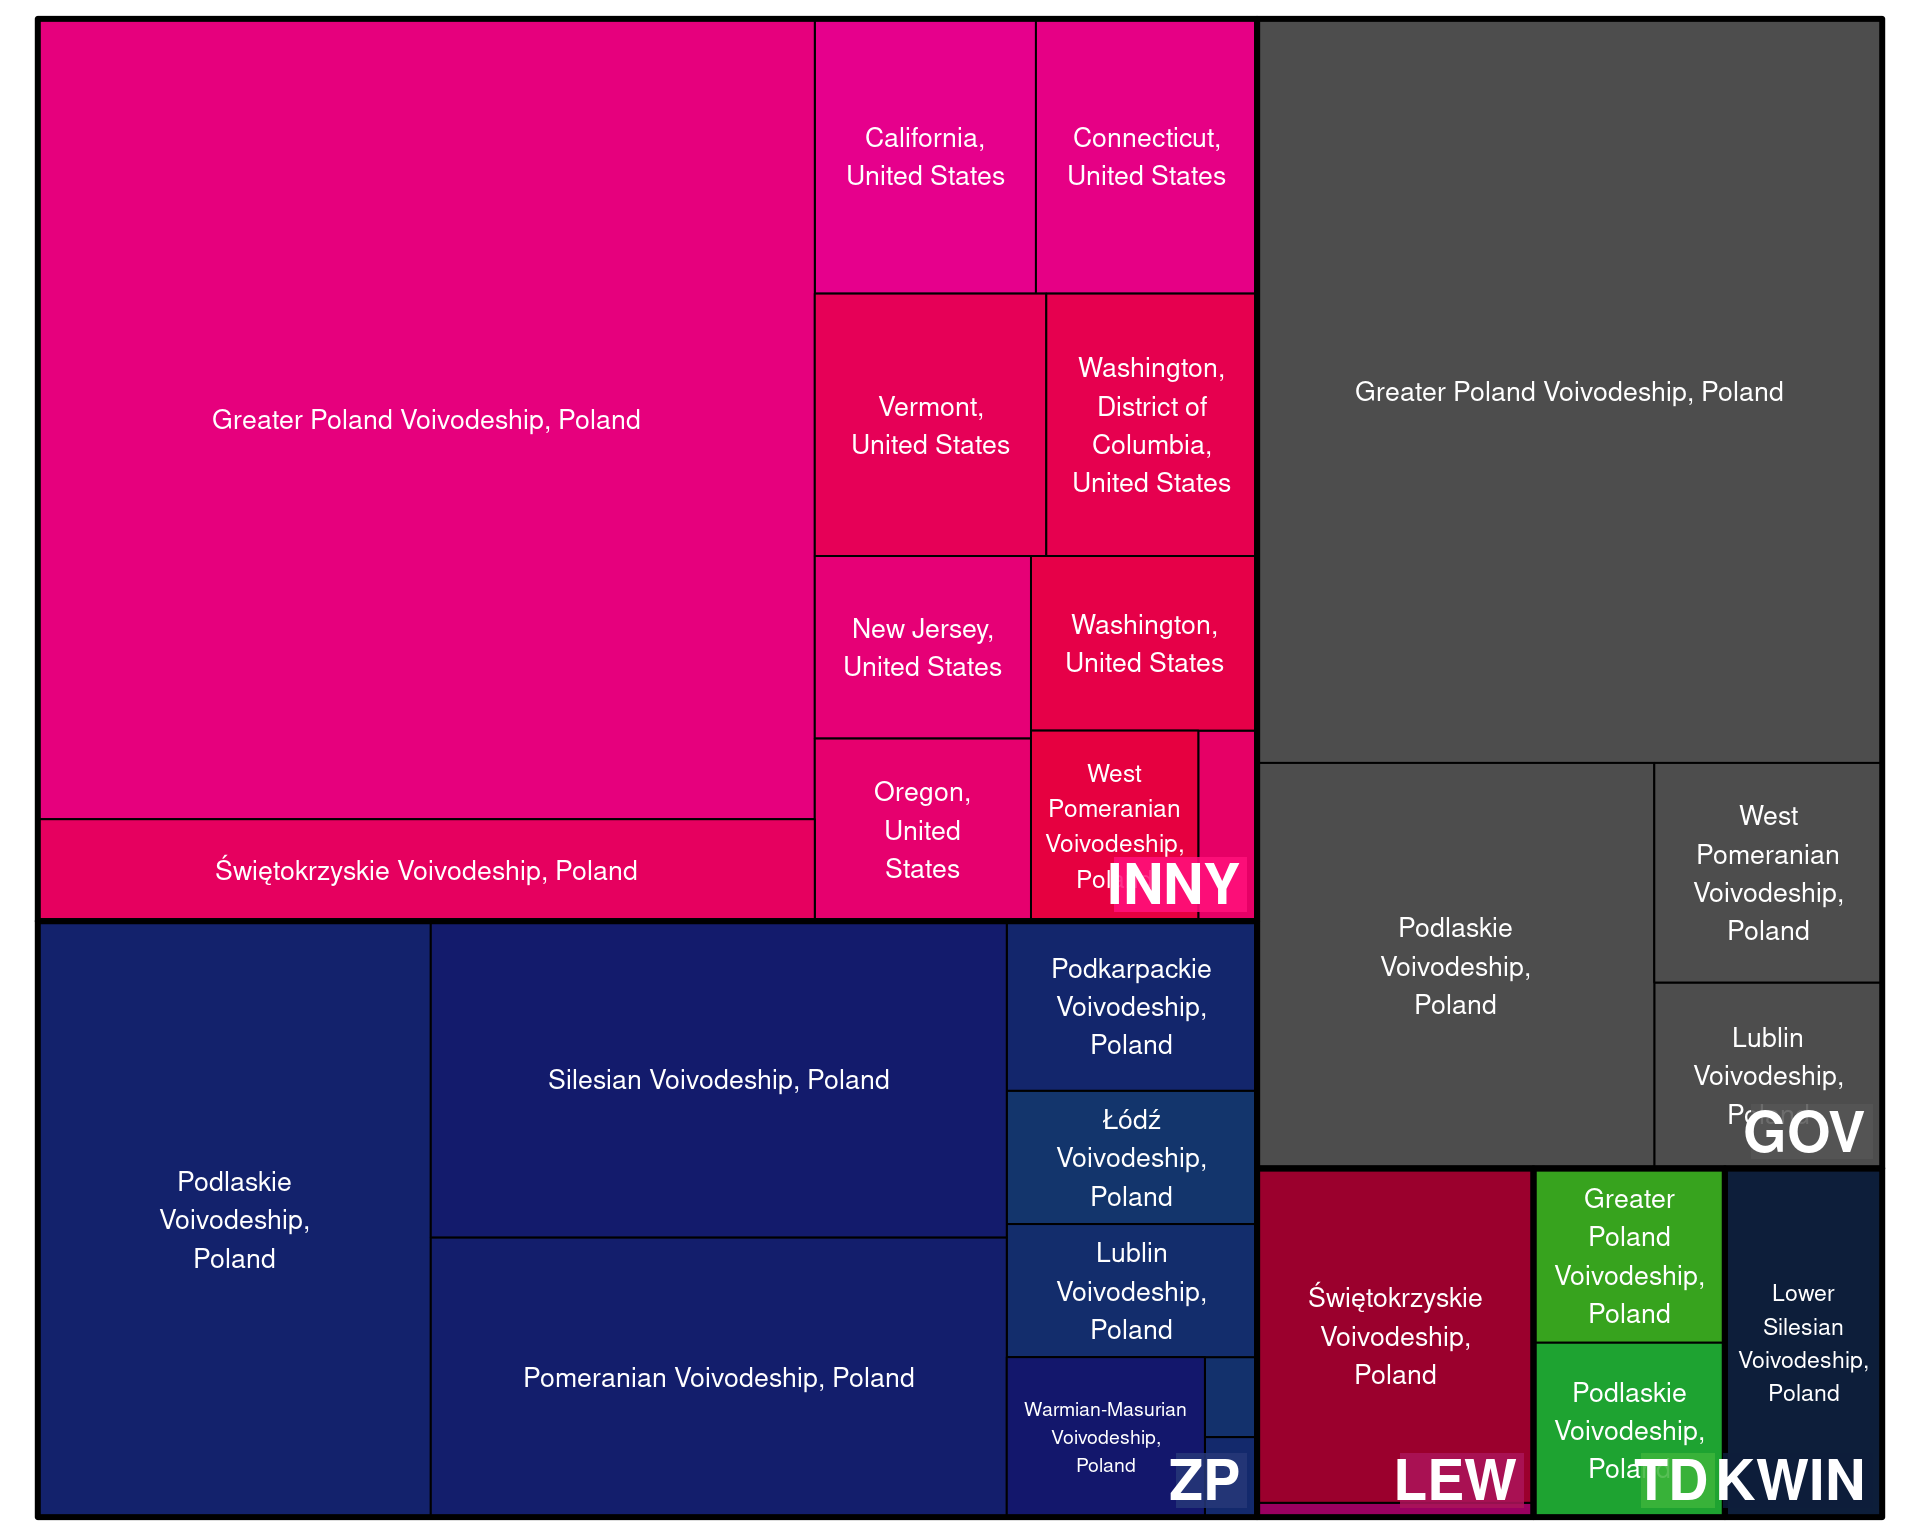 Greater Poland Voivodeship, Poland
Świętokrzyskie Voivodeship, Poland
California,
United States
Connecticut,
United States
Vermont,
United States
Washington,
District of
Columbia,
United States
New Jersey,
United States
Washington,
United States
Oregon,
United
States
West
Pomeranian
Voivodeship,
Poland
INNY
Greater Poland Voivodeship, Poland
Podlaskie
Voivodeship,
Poland
West
Pomeranian
Voivodeship,
Poland
Lublin
Voivodeship,
Poland
GOV
Podlaskie
Voivodeship,
Poland
Silesian Voivodeship, Poland
Pomeranian Voivodeship, Poland
Podkarpackie
Voivodeship,
Poland
Łódź
Voivodeship,
Poland
Lublin
Voivodeship,
Poland
Warmian-Masurian
Voivodeship,
Poland
ZP
Świętokrzyskie
Voivodeship,
Poland
LEW
Greater
Poland
Voivodeship,
Poland
Podlaskie
Voivodeship,
Poland
TD
Lower
Silesian
Voivodeship,
Poland
KWIN